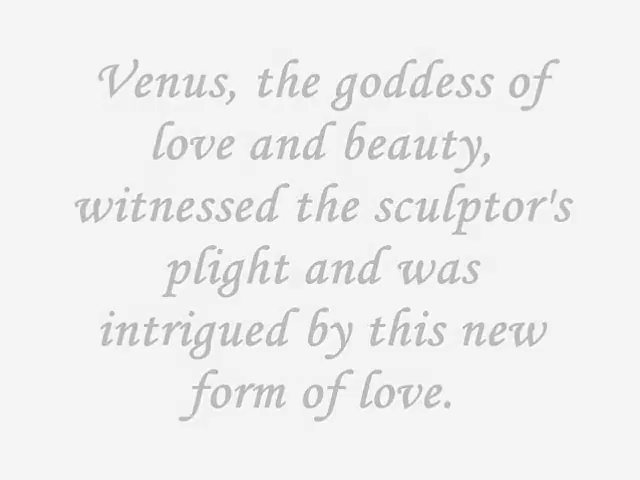 Venus, the goddess of
love and beauty,
witnessed the sculptor's
plight and was
intrigued by this new
form of love.